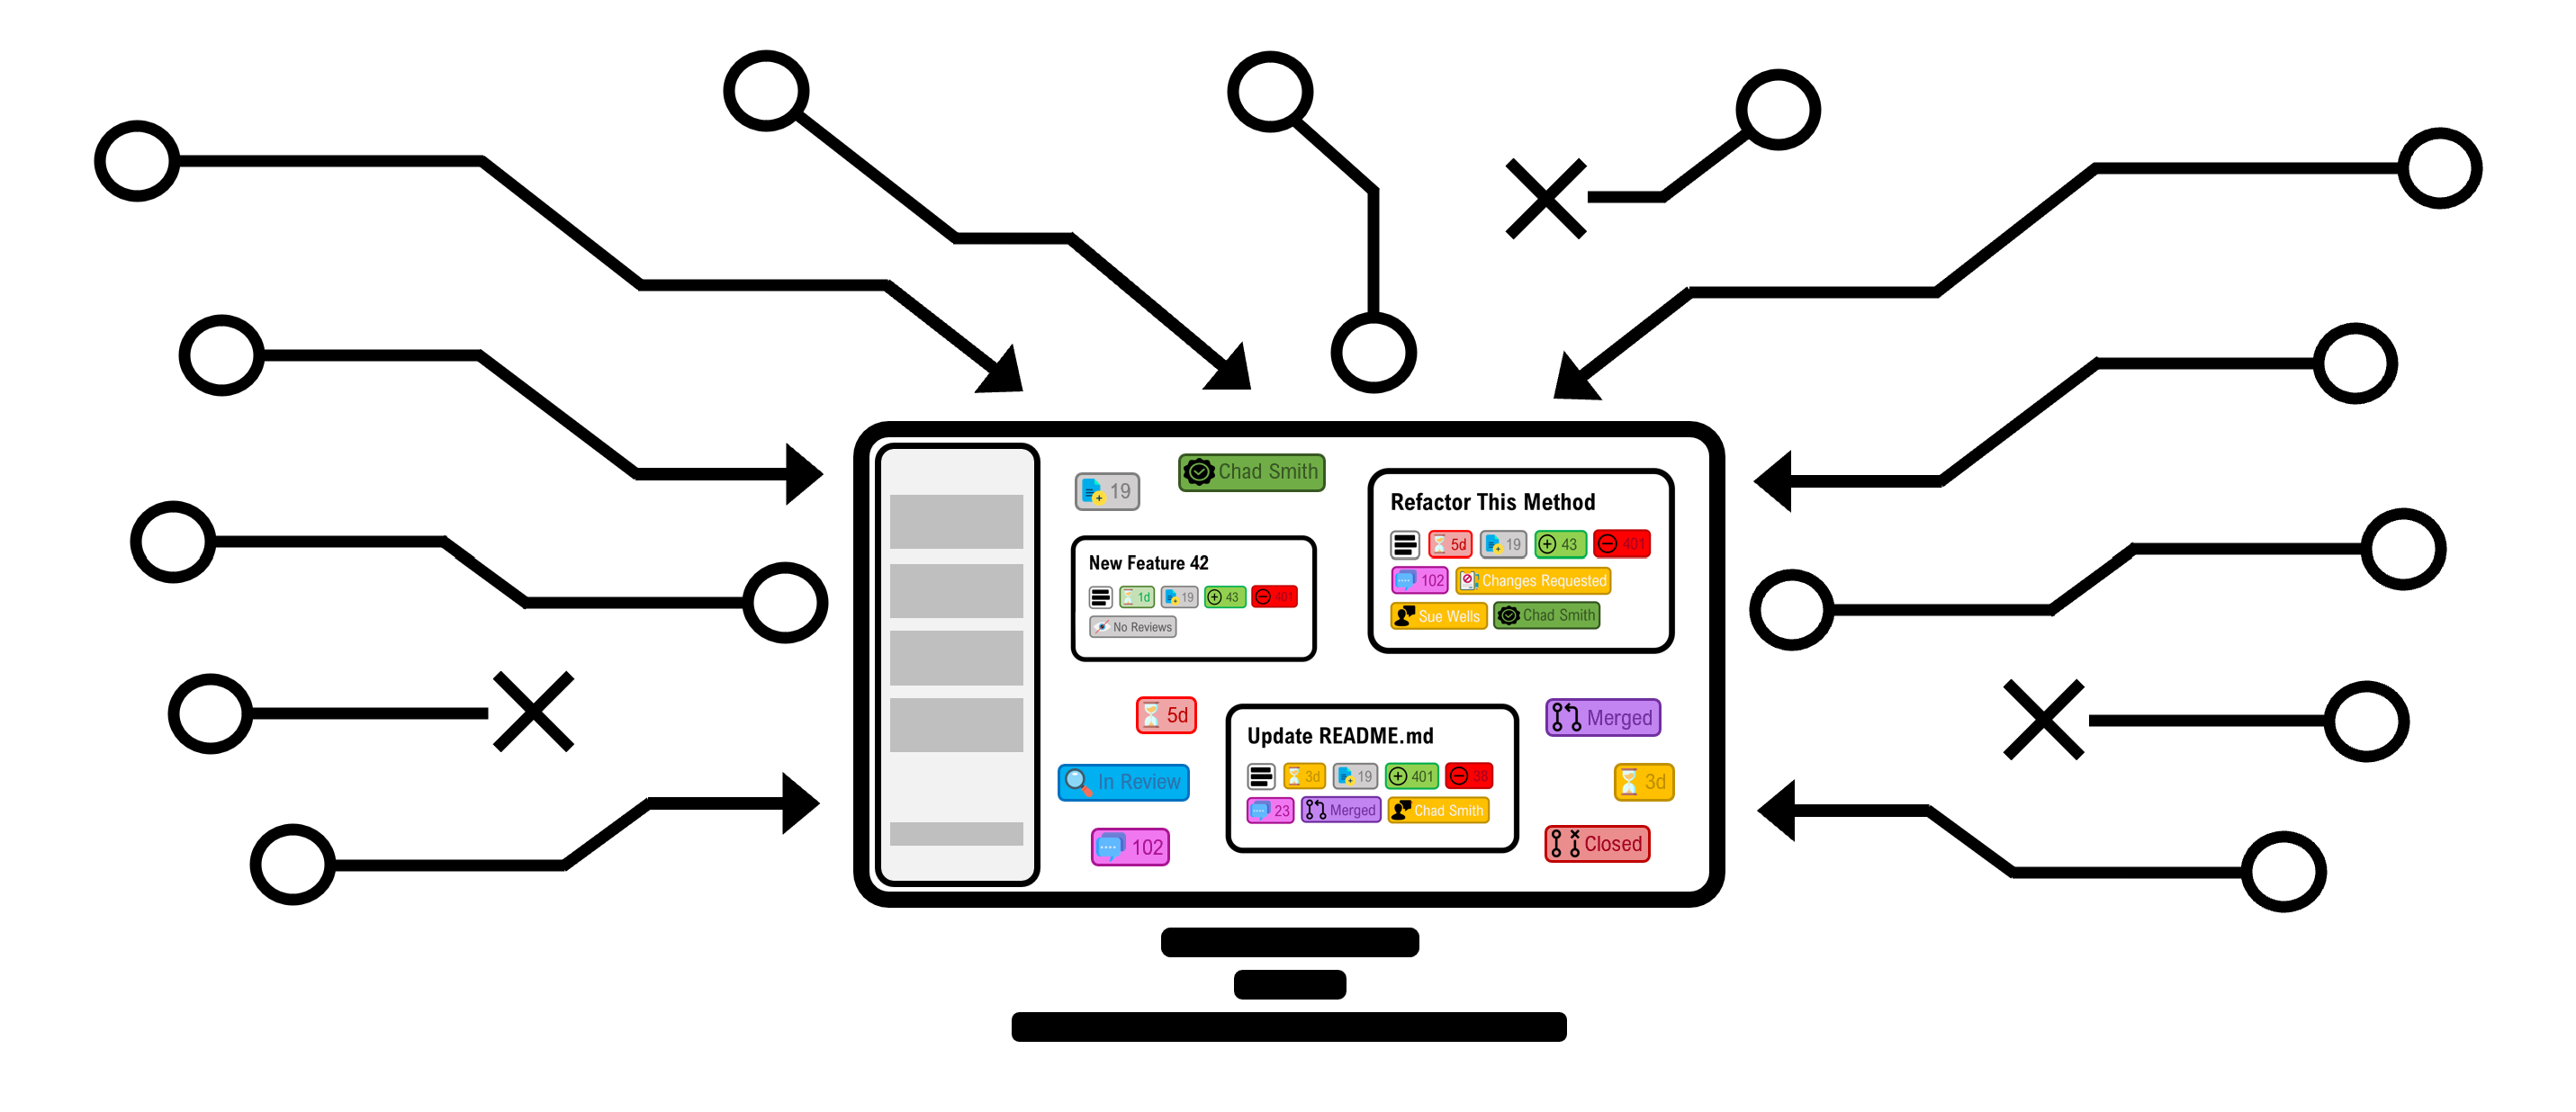 19
Chad Smith
Refactor This Method
5d 19 43 401
102 Changes Requested
Sue Wells Chad Smith
New Feature 42
1d 19 43 401
No Reviews
5d
In Review
102
Update README.md
3d 19 401 38
23 Merged Chad Smith
Merged
3d
Closed